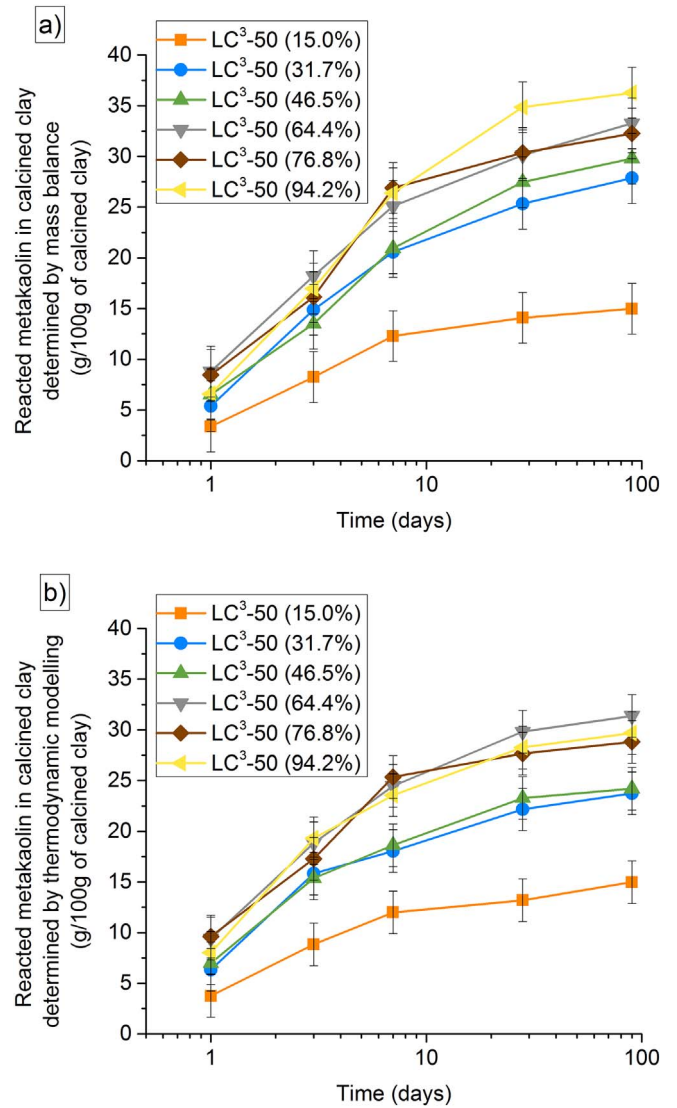 a)
LC³-50 (15.0%)
LC³-50 (31.7%)
LC³-50 (46.5%)
LC³-50 (64.4%)
LC³-50 (76.8%)
LC³-50 (94.2%)
Reacted metakaolin in calcined clay
determined by mass balance
(g/100g of calcined clay)
40
35
30
25
20
15
10
5
0
1
10
100
Time (days)
b)
LC³-50 (15.0%)
LC³-50 (31.7%)
LC³-50 (46.5%)
LC³-50 (64.4%)
LC³-50 (76.8%)
LC³-50 (94.2%)
Reacted metakaolin in calcined clay
determined by thermodynamic modelling
(g/100g of calcined clay)
40
35
30
25
20
15
10
5
0
1
10
100
Time (days)